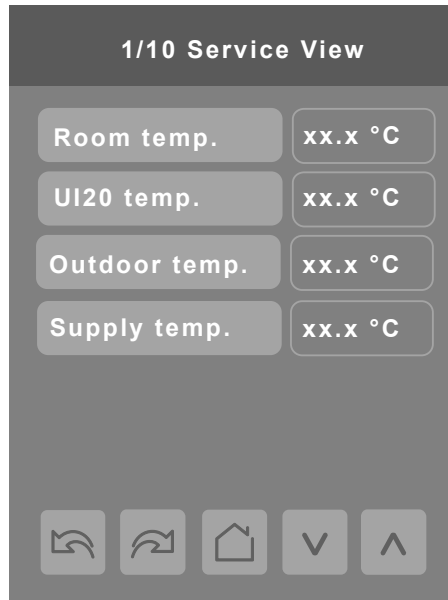 1/10 Service View
Room temp. xx.x °C
UI20 temp. xx.x °C
Outdoor temp. xx.x °C
Supply temp. xx.x °C